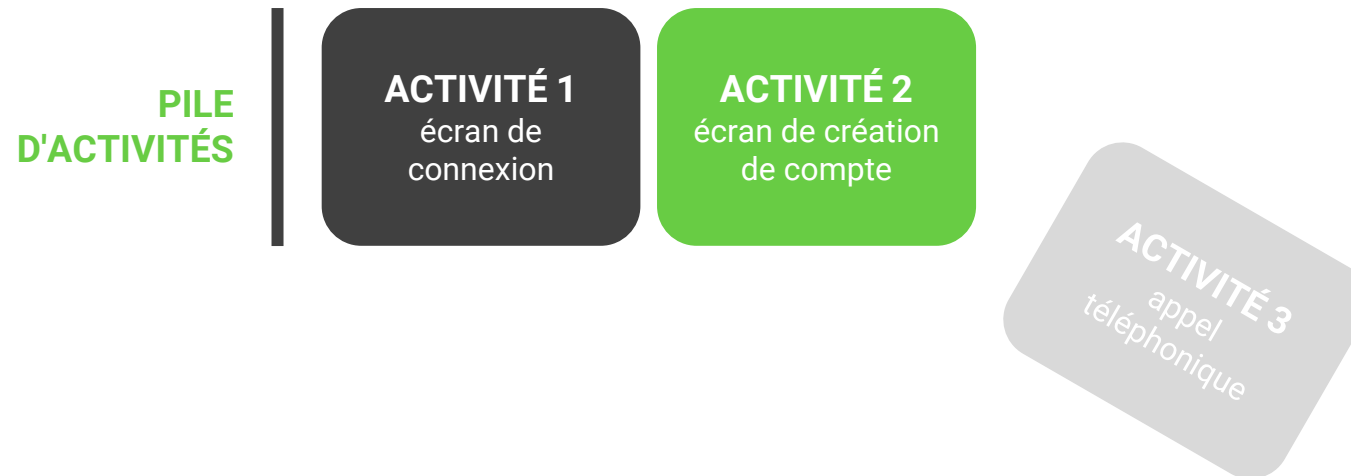 PILE
D'ACTIVITÉS
ACTIVITÉ 1
écran de
connexion
ACTIVITÉ 2
écran de création
de compte
ACTIVITÉ 3
appel
téléphonique